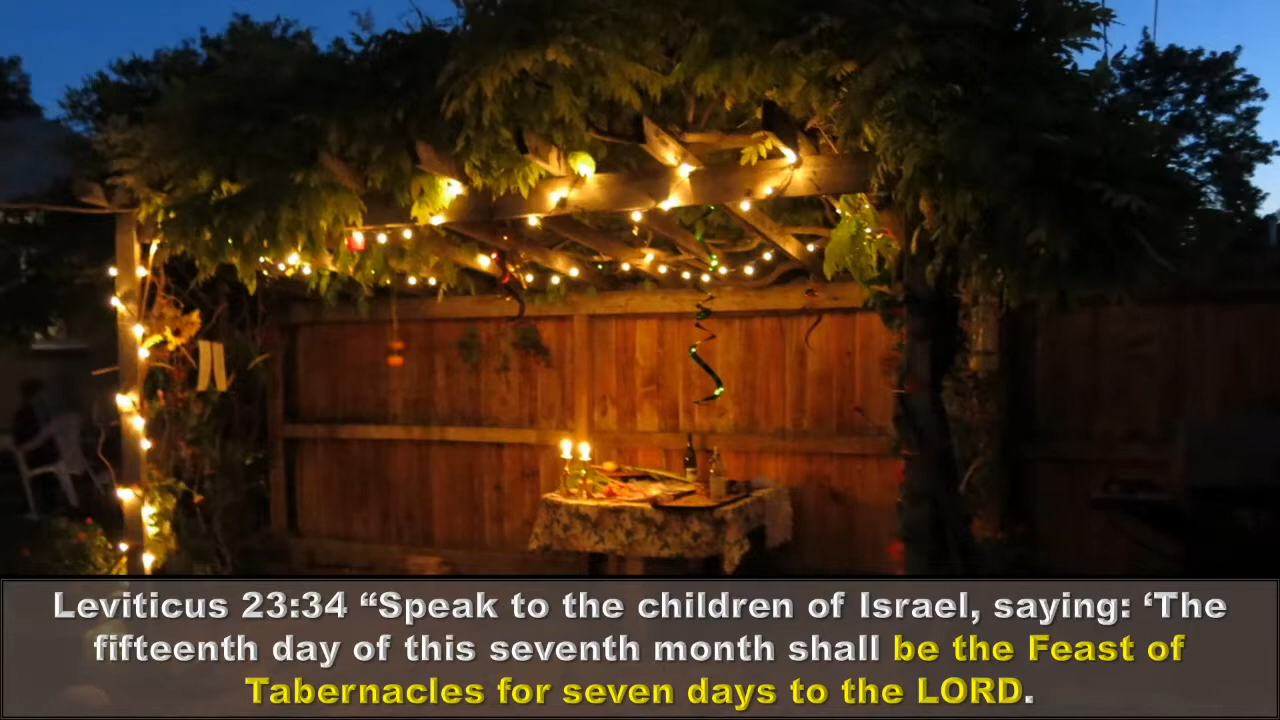 Leviticus 23:34 “Speak to the children of Israel, saying: ‘The
fifteenth day of this seventh month shall be the Feast of
Tabernacles for seven days to the LORD.